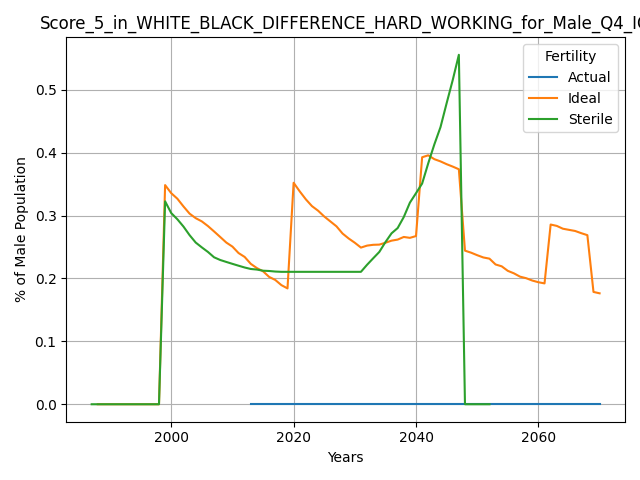 Score_5_in_WHITE_BLACK_DIFFERENCE_HARD_WORKING_for_Male_Q4_IQ
Fertility
Actual
Ideal
Sterile
% of Male Population
0.5
0.4
0.3
0.2
0.1
0.0
2000 2020 2040 2060
Years